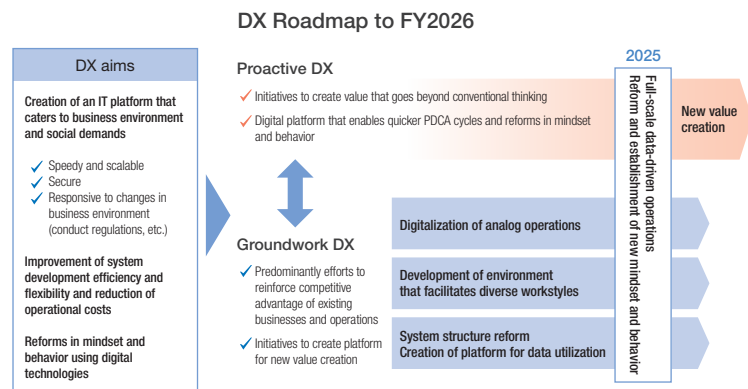 DX Roadmap to FY2026
DX aims
Creation of an IT platform that
caters to business environment
and social demands
Speedy and scalable
Secure
Responsive to changes in
business environment
(conduct regulations, etc.)
Improvement of system
development efficiency and
flexibility and reduction of
operational costs
Reforms in mindset and
behavior using digital
technologies
Proactive DX
Initiatives to create value that goes beyond conventional thinking
Digital platform that enables quicker PDCA cycles and reforms in mindset
and behavior
Groundwork DX
Predominantly efforts to
reinforce competitive
advantage of existing
businesses and operations
Initiatives to create platform
for new value creation
Digitalization of analog operations
Development of environment
that facilitates diverse workstyles
System structure reform
Creation of platform for data utilization
2025
Full-scale data-driven operations
Reform and establishment of new mindset and behavior
New value
creation